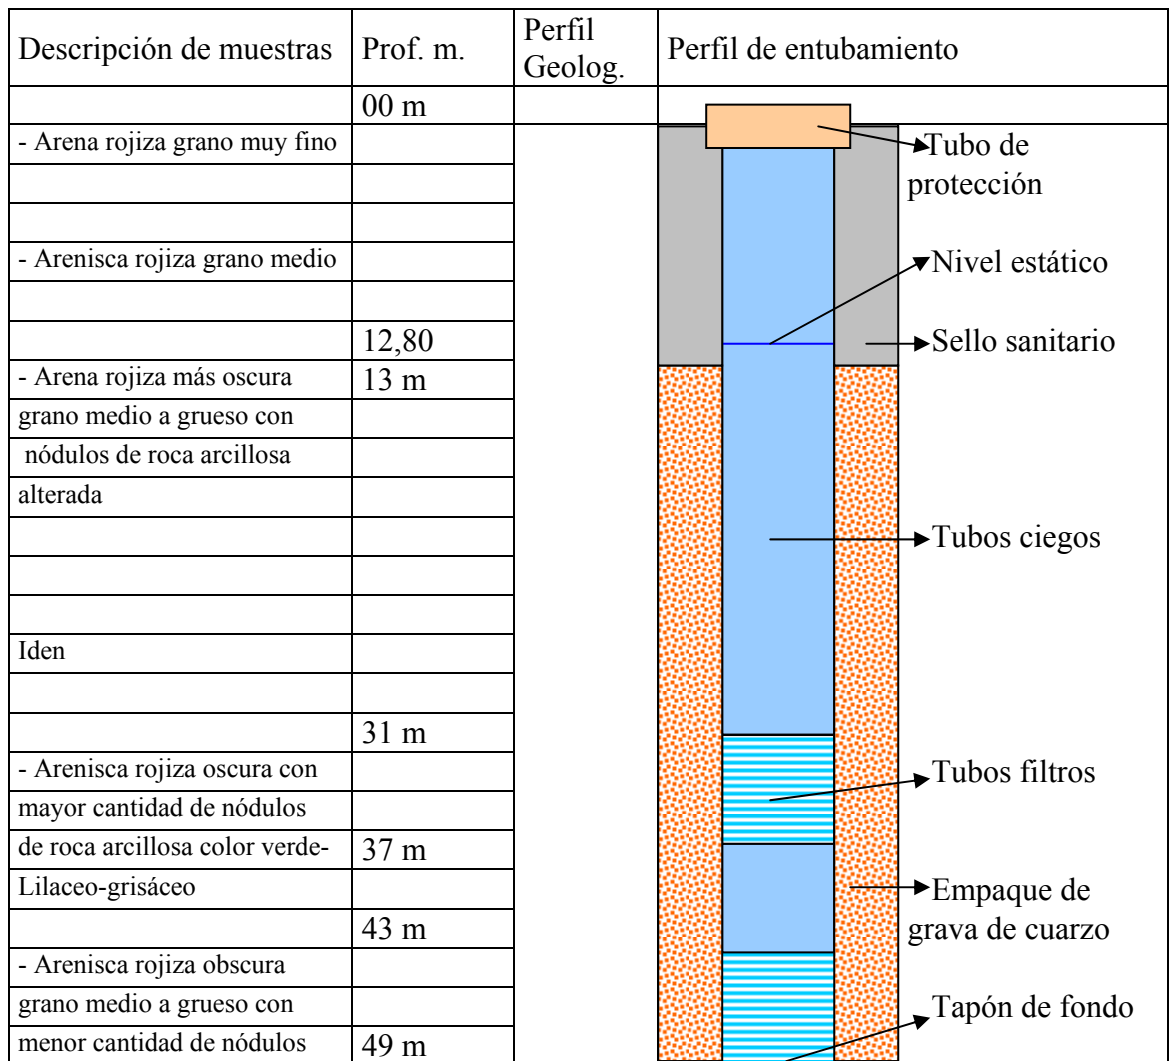 Descripción de muestras Prof. m. Perfil Geolog. Perfil de entubamiento
00 m
- Arena rojiza grano muy fino
Tubo de
protección
- Arenisca rojiza grano medio
Nivel estático
12,80
Sello sanitario
- Arena rojiza más oscura 13 m
grano medio a grueso con
nódulos de roca arcillosa
alterada
Tubos ciegos
Iden
31 m
- Arenisca rojiza oscura con
Tubos filtros
mayor cantidad de nódulos
de roca arcillosa color verde- 37 m
Lilaceo-grisáceo
Empaque de
43 m
grava de cuarzo
- Arenisca rojiza obscura
grano medio a grueso con
Tapón de fondo
menor cantidad de nódulos 49 m